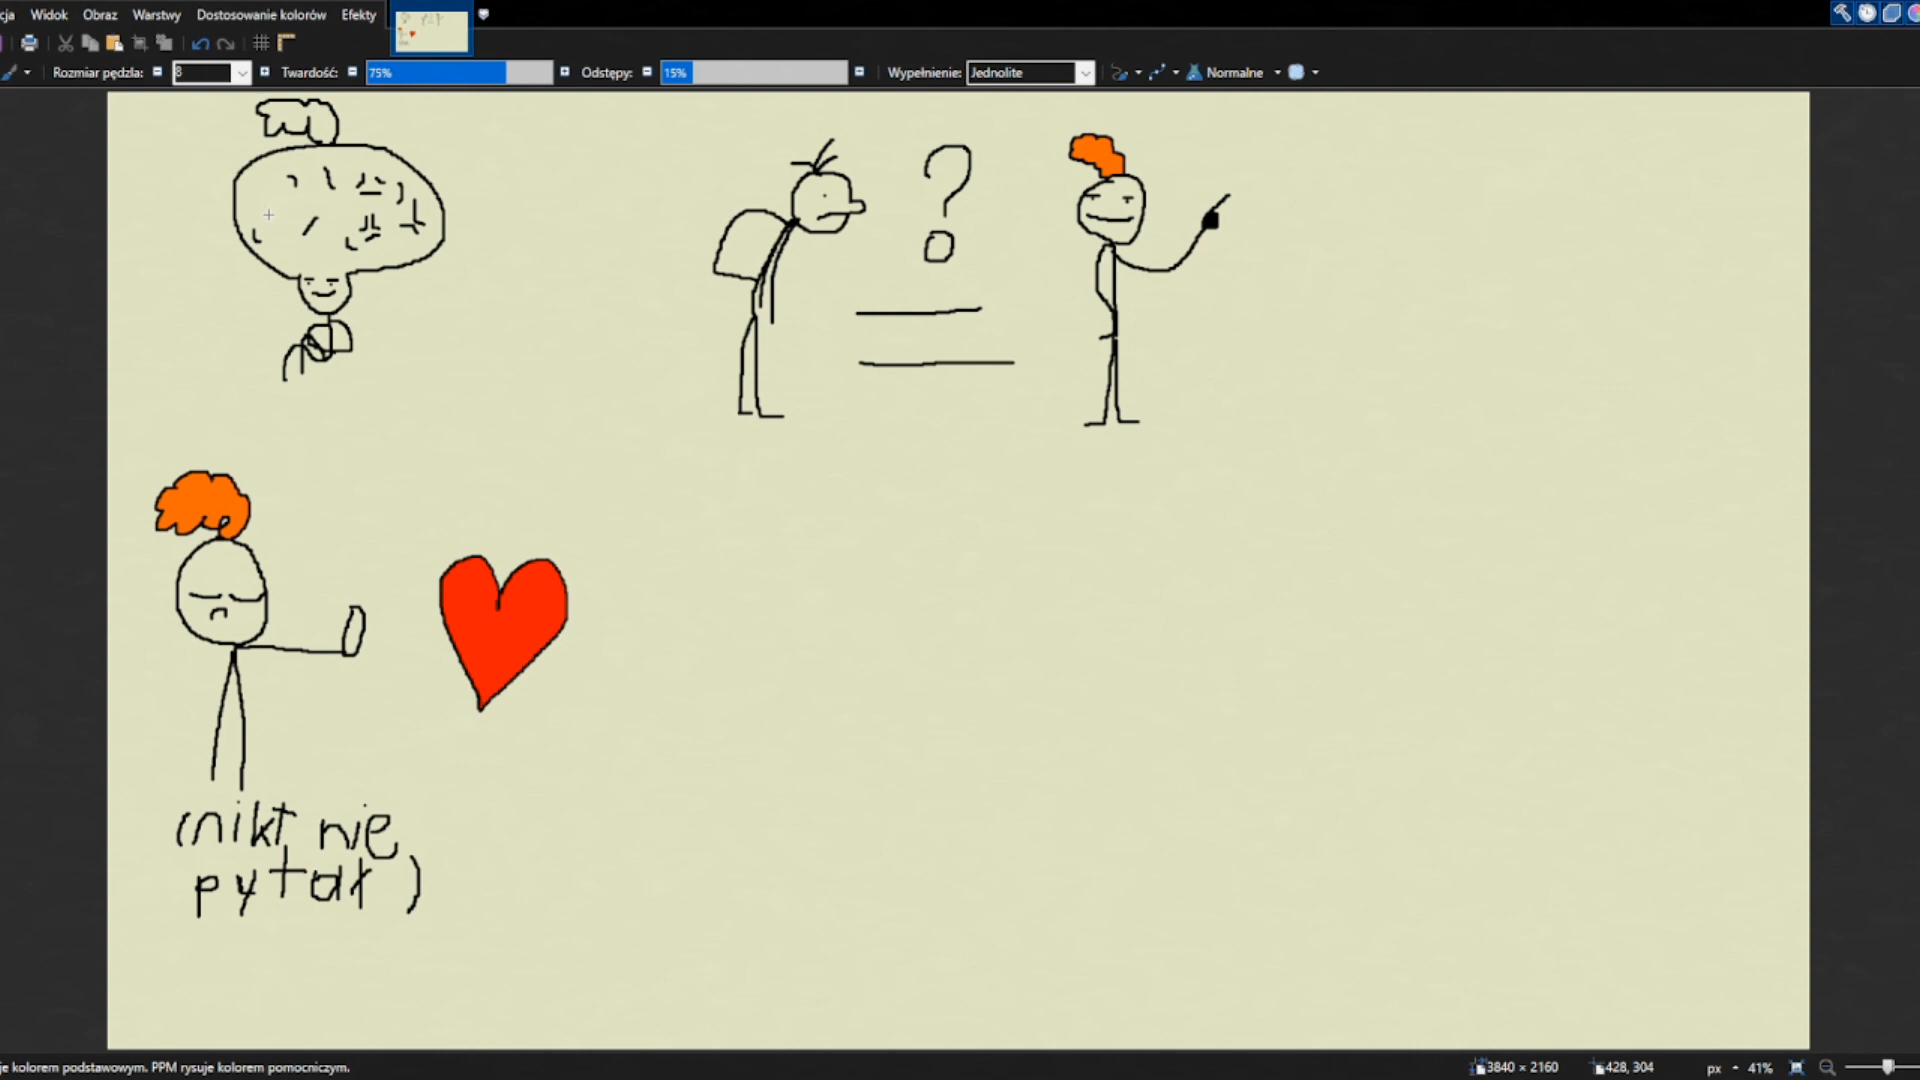 cja Widok Obraz Warstwy Dostosowanie kolorów Efekty
Rozmiar pędzla: 8 Twardość: 75% Odstępy: 15% Wypełnienie: Jednolite Normalne
?
(nikt nie
pytał)
je kolorem podstawowym. PPM rysuje kolorem pomocniczym. 3840 × 2160 428, 304 px 41%